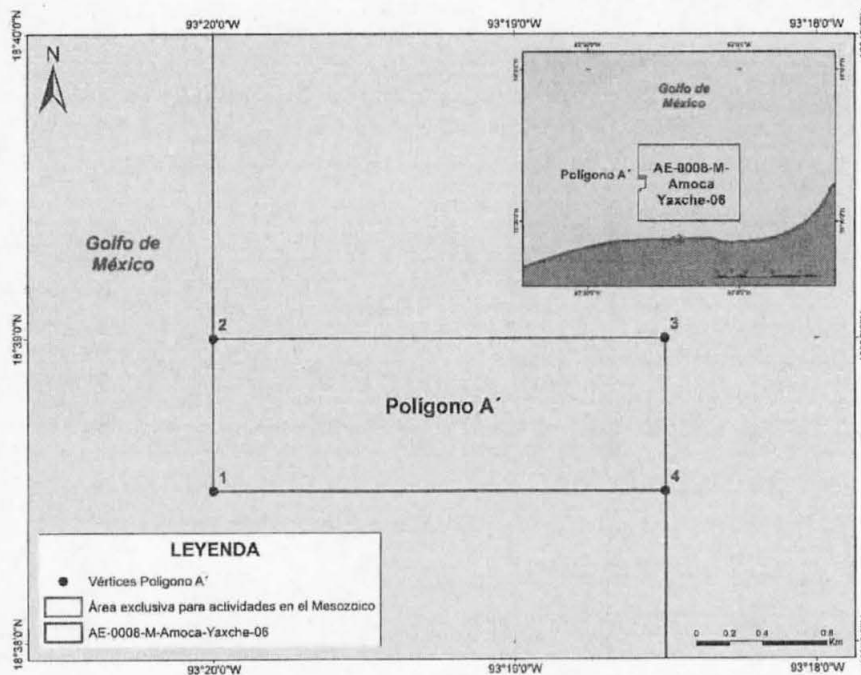 93°20'0"W 93°19'0"W 93°18'0"W
18°40'0"N
N
Golfo de
México
Polígono A´
AE-0008-M-
Amoca
Yaxche-06
Golfo de
México
2
3
18°39'0"N
Polígono A´
1
4
LEYENDA
Vértices Polígono A´
Área exclusiva para actividades en el Mesozoico
AE-0008-M-Amoca-Yaxche-06
0 0.2 0.4 0.8
Km
18°38'0"N
93°20'0"W 93°19'0"W 93°18'0"W